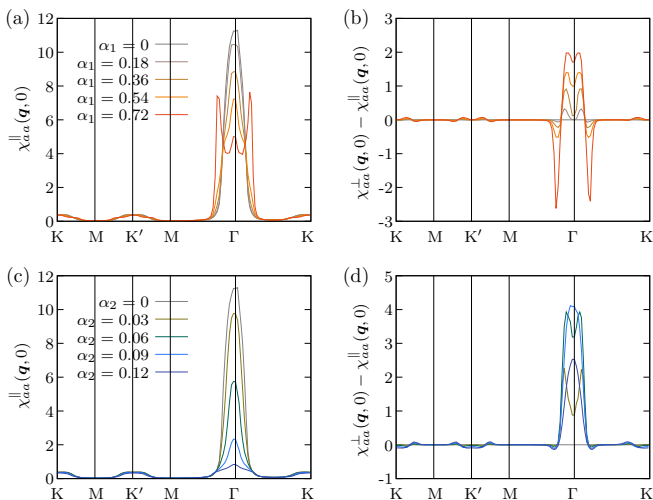 (a)
12
10
8
6
4
2
0
χ∥aa(q, 0)
α1 = 0
α1 = 0.18
α1 = 0.36
α1 = 0.54
α1 = 0.72
K M K′ M Γ K
(b)
3
2
1
0
-1
-2
-3
χ⊥aa(q, 0) − χ∥aa(q, 0)
K M K′ M Γ K
(c)
12
10
8
6
4
2
0
χ∥aa(q, 0)
α2 = 0
α2 = 0.03
α2 = 0.06
α2 = 0.09
α2 = 0.12
K M K′ M Γ K
(d)
5
4
3
2
1
0
-1
χ⊥aa(q, 0) − χ∥aa(q, 0)
K M K′ M Γ K